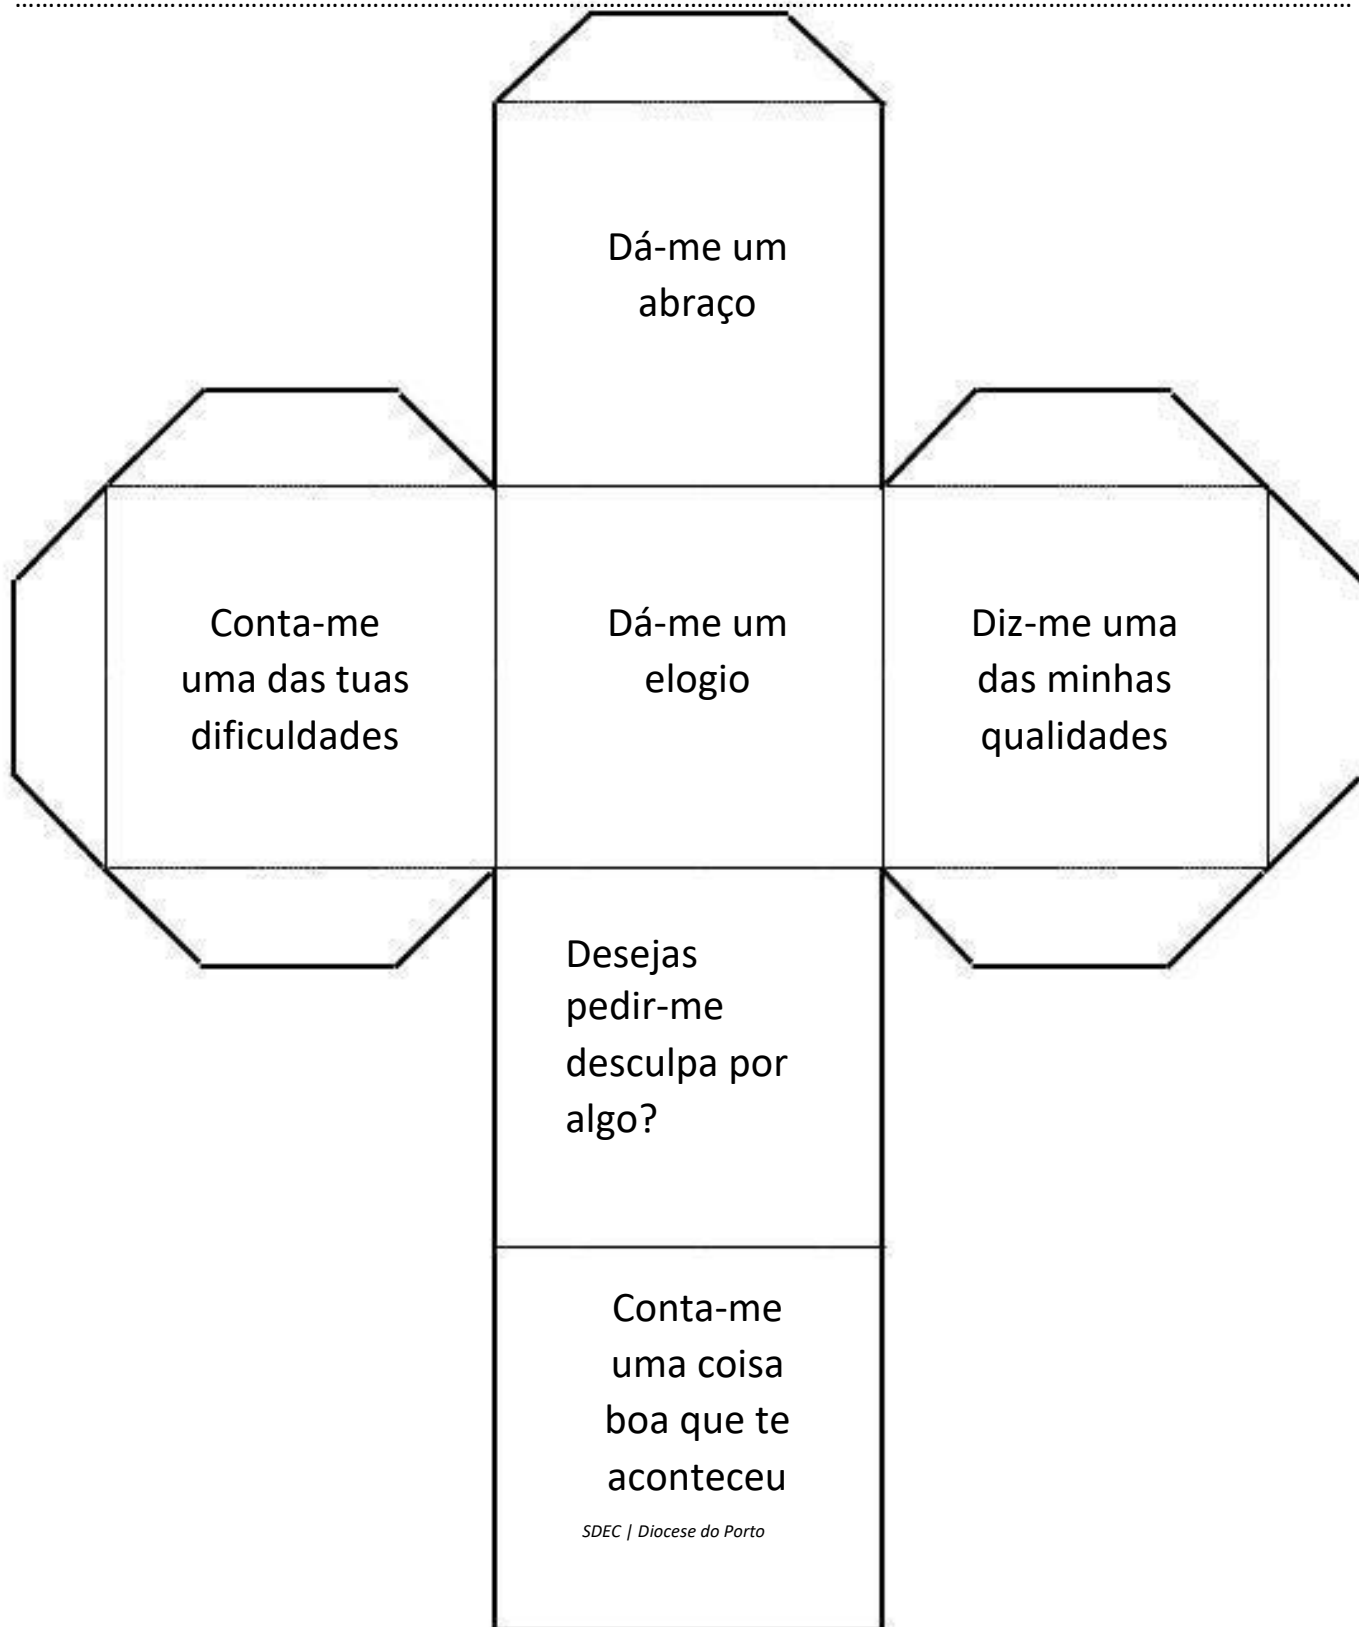 Dá-me um
abraço
Conta-me
uma das tuas
dificuldades
Dá-me um
elogio
Diz-me uma
das minhas
qualidades
Desejas
pedir-me
desculpa por
algo?
Conta-me
uma coisa
boa que te
aconteceu
SDEC | Diocese do Porto